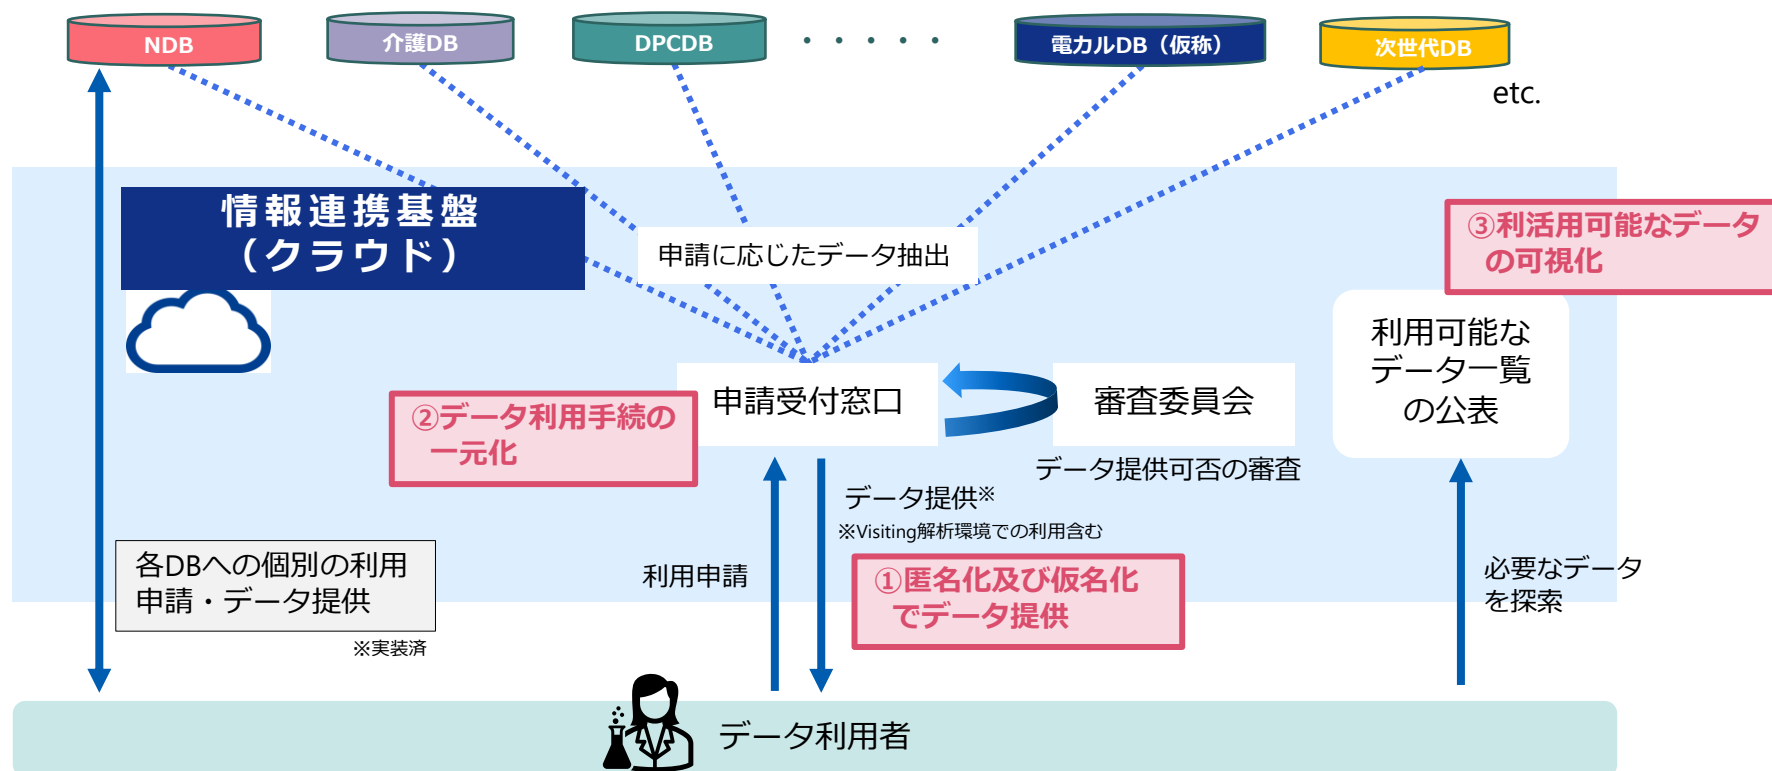 NDB
介護DB
DPCDB
・・・・・
電カルDB（仮称）
次世代DB
etc.
情報連携基盤
（クラウド）
申請に応じたデータ抽出
③利活用可能なデータ
の可視化
利用可能な
データ一覧
の公表
申請受付窓口
審査委員会
②データ利用手続の
一元化
データ提供可否の審査
データ提供※
※Visiting解析環境での利用含む
各DBへの個別の利用
申請・データ提供
※実装済
利用申請
①匿名化及び仮名化
でデータ提供
必要なデータ
を探索
データ利用者